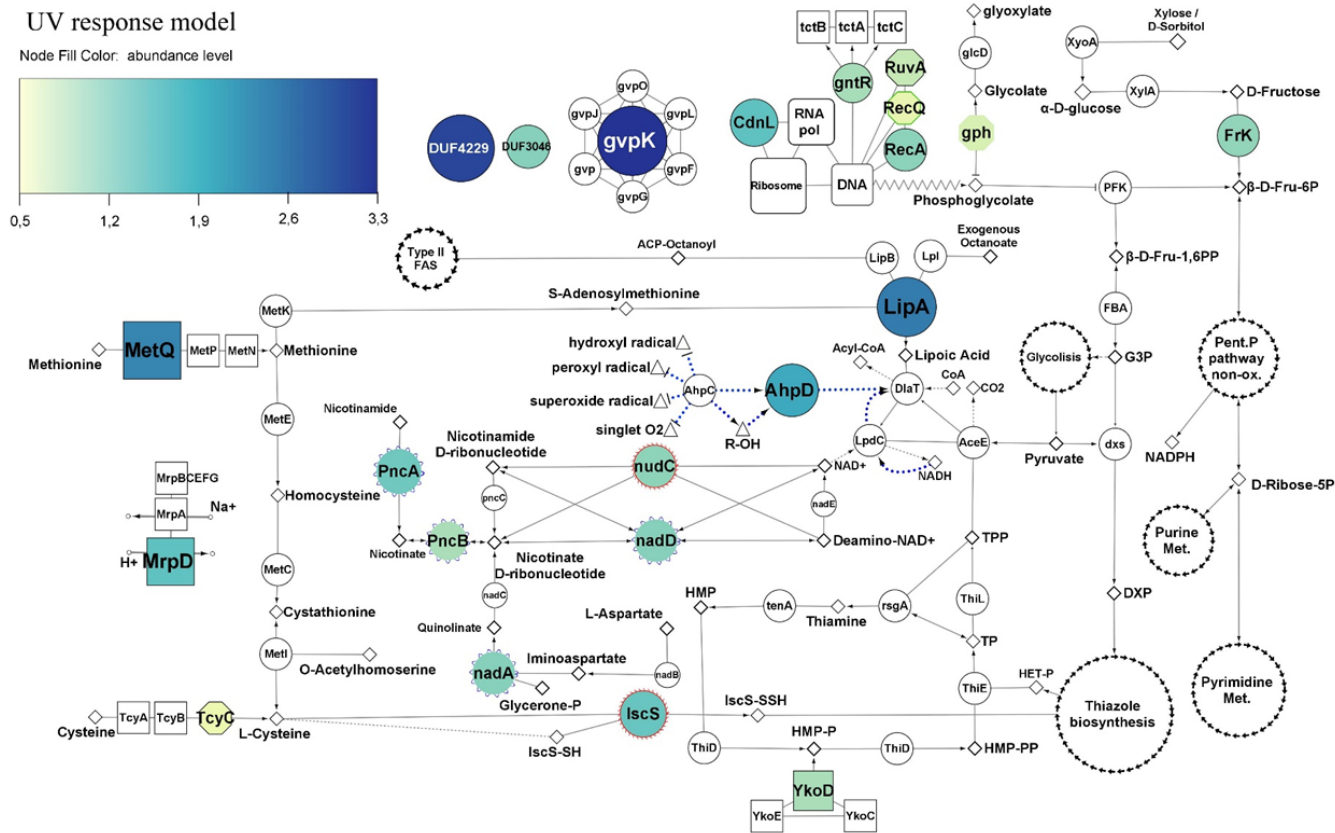 UV response model
Node Fill Color: abundance level
0,5
1,2
1,9
2,6
3,3
DUF4229
DUF3046
gvpO
gvpJ
gvpL
gvpK
gvp
gvpF
gvpG
tctB
tctA
tctC
gntR
RuvA
RecQ
RecA
CdnL
RNA
pol
Ribosome
DNA
glyoxylate
glcD
Glycolate
gph
Phosphoglycolate
XyoA
Xylose /
D-Sorbitol
α-D-glucose
XylA
D-Fructose
FrK
PFK
β-D-Fru-6P
β-D-Fru-1,6PP
FBA
G3P
Glycolisis
Pent.P
pathway
non-ox.
NADPH
D-Ribose-5P
Purine
Met.
Pyrimidine
Met.
Type II
FAS
ACP-Octanoyl
LipB
Lpl
Exogenous
Octanoate
LipA
S-Adenosylmethionine
MetK
Methionine
MetQ
MetP
MetN
Methionine
hydroxyl radical
peroxyl radical
superoxide radical
singlet O2
AhpC
AhpD
R-OH
Lipoic Acid
Acyl-CoA
CoA
CO2
DlaT
LpdC
AceE
NADH
Pyruvate
dxs
MetE
Nicotinamide
PncA
Nicotinamide
D-ribonucleotide
nudC
NAD+
pncC
nadE
MrpBCEFG
MrpA
Na+
H+
MrpD
Homocysteine
Nicotinate
PncB
nadD
Deamino-NAD+
Nicotinate
D-ribonucleotide
TPP
MetC
nadC
Cystathionine
Quinolinate
L-Aspartate
HMP
tenA
Thiamine
rsgA
ThiL
TP
DXP
MetI
O-Acetylhomoserine
nadA
Iminoaspartate
nadB
Glycerone-P
ThiE
HET-P
Thiazole
biosynthesis
Cysteine
TcyA
TcyB
TcyC
L-Cysteine
IscS
IscS-SSH
IscS-SH
ThiD
HMP-P
ThiD
HMP-PP
YkoD
YkoE
YkoC